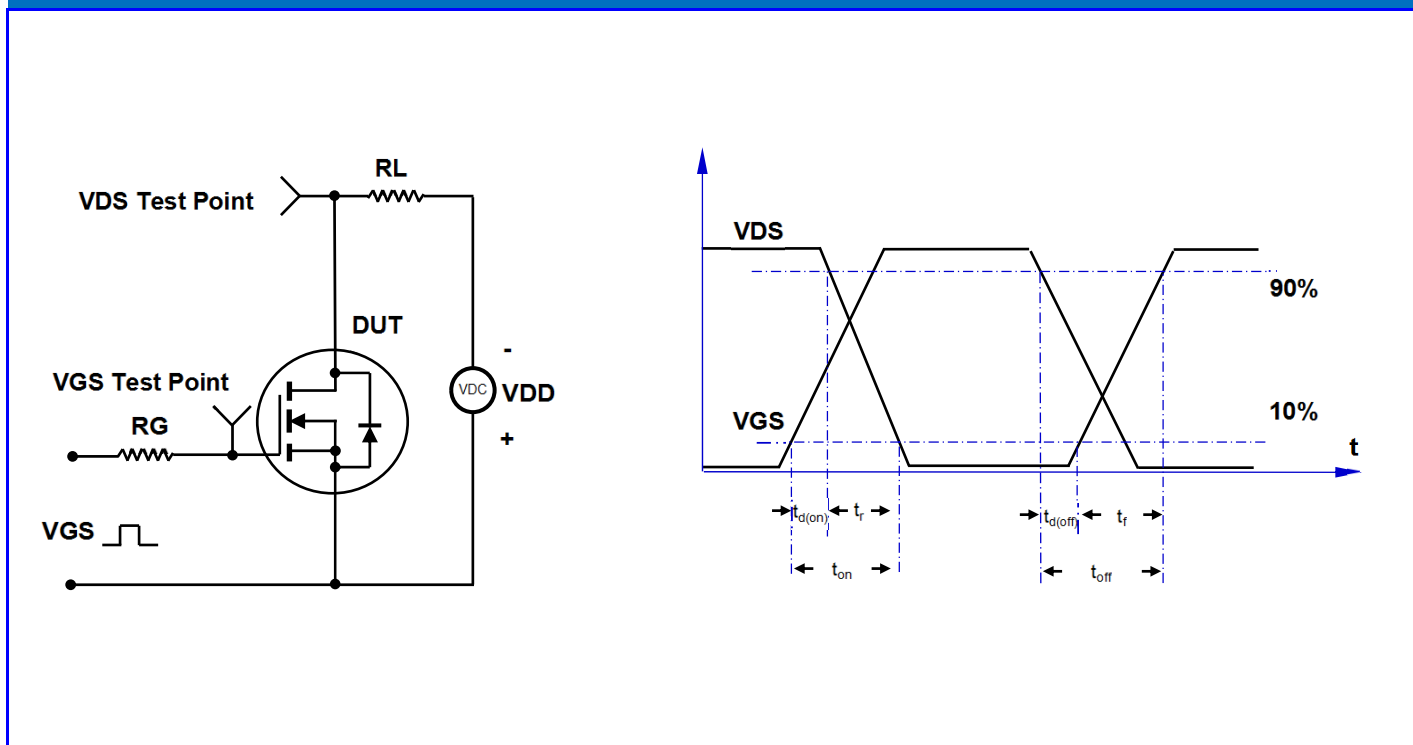 RL
VDS Test Point
DUT
-
VDC
VDD
+
VGS Test Point
RG
VGS
VDS
90%
VGS
10%
t
td(on)
tr
td(off)
tf
ton
toff